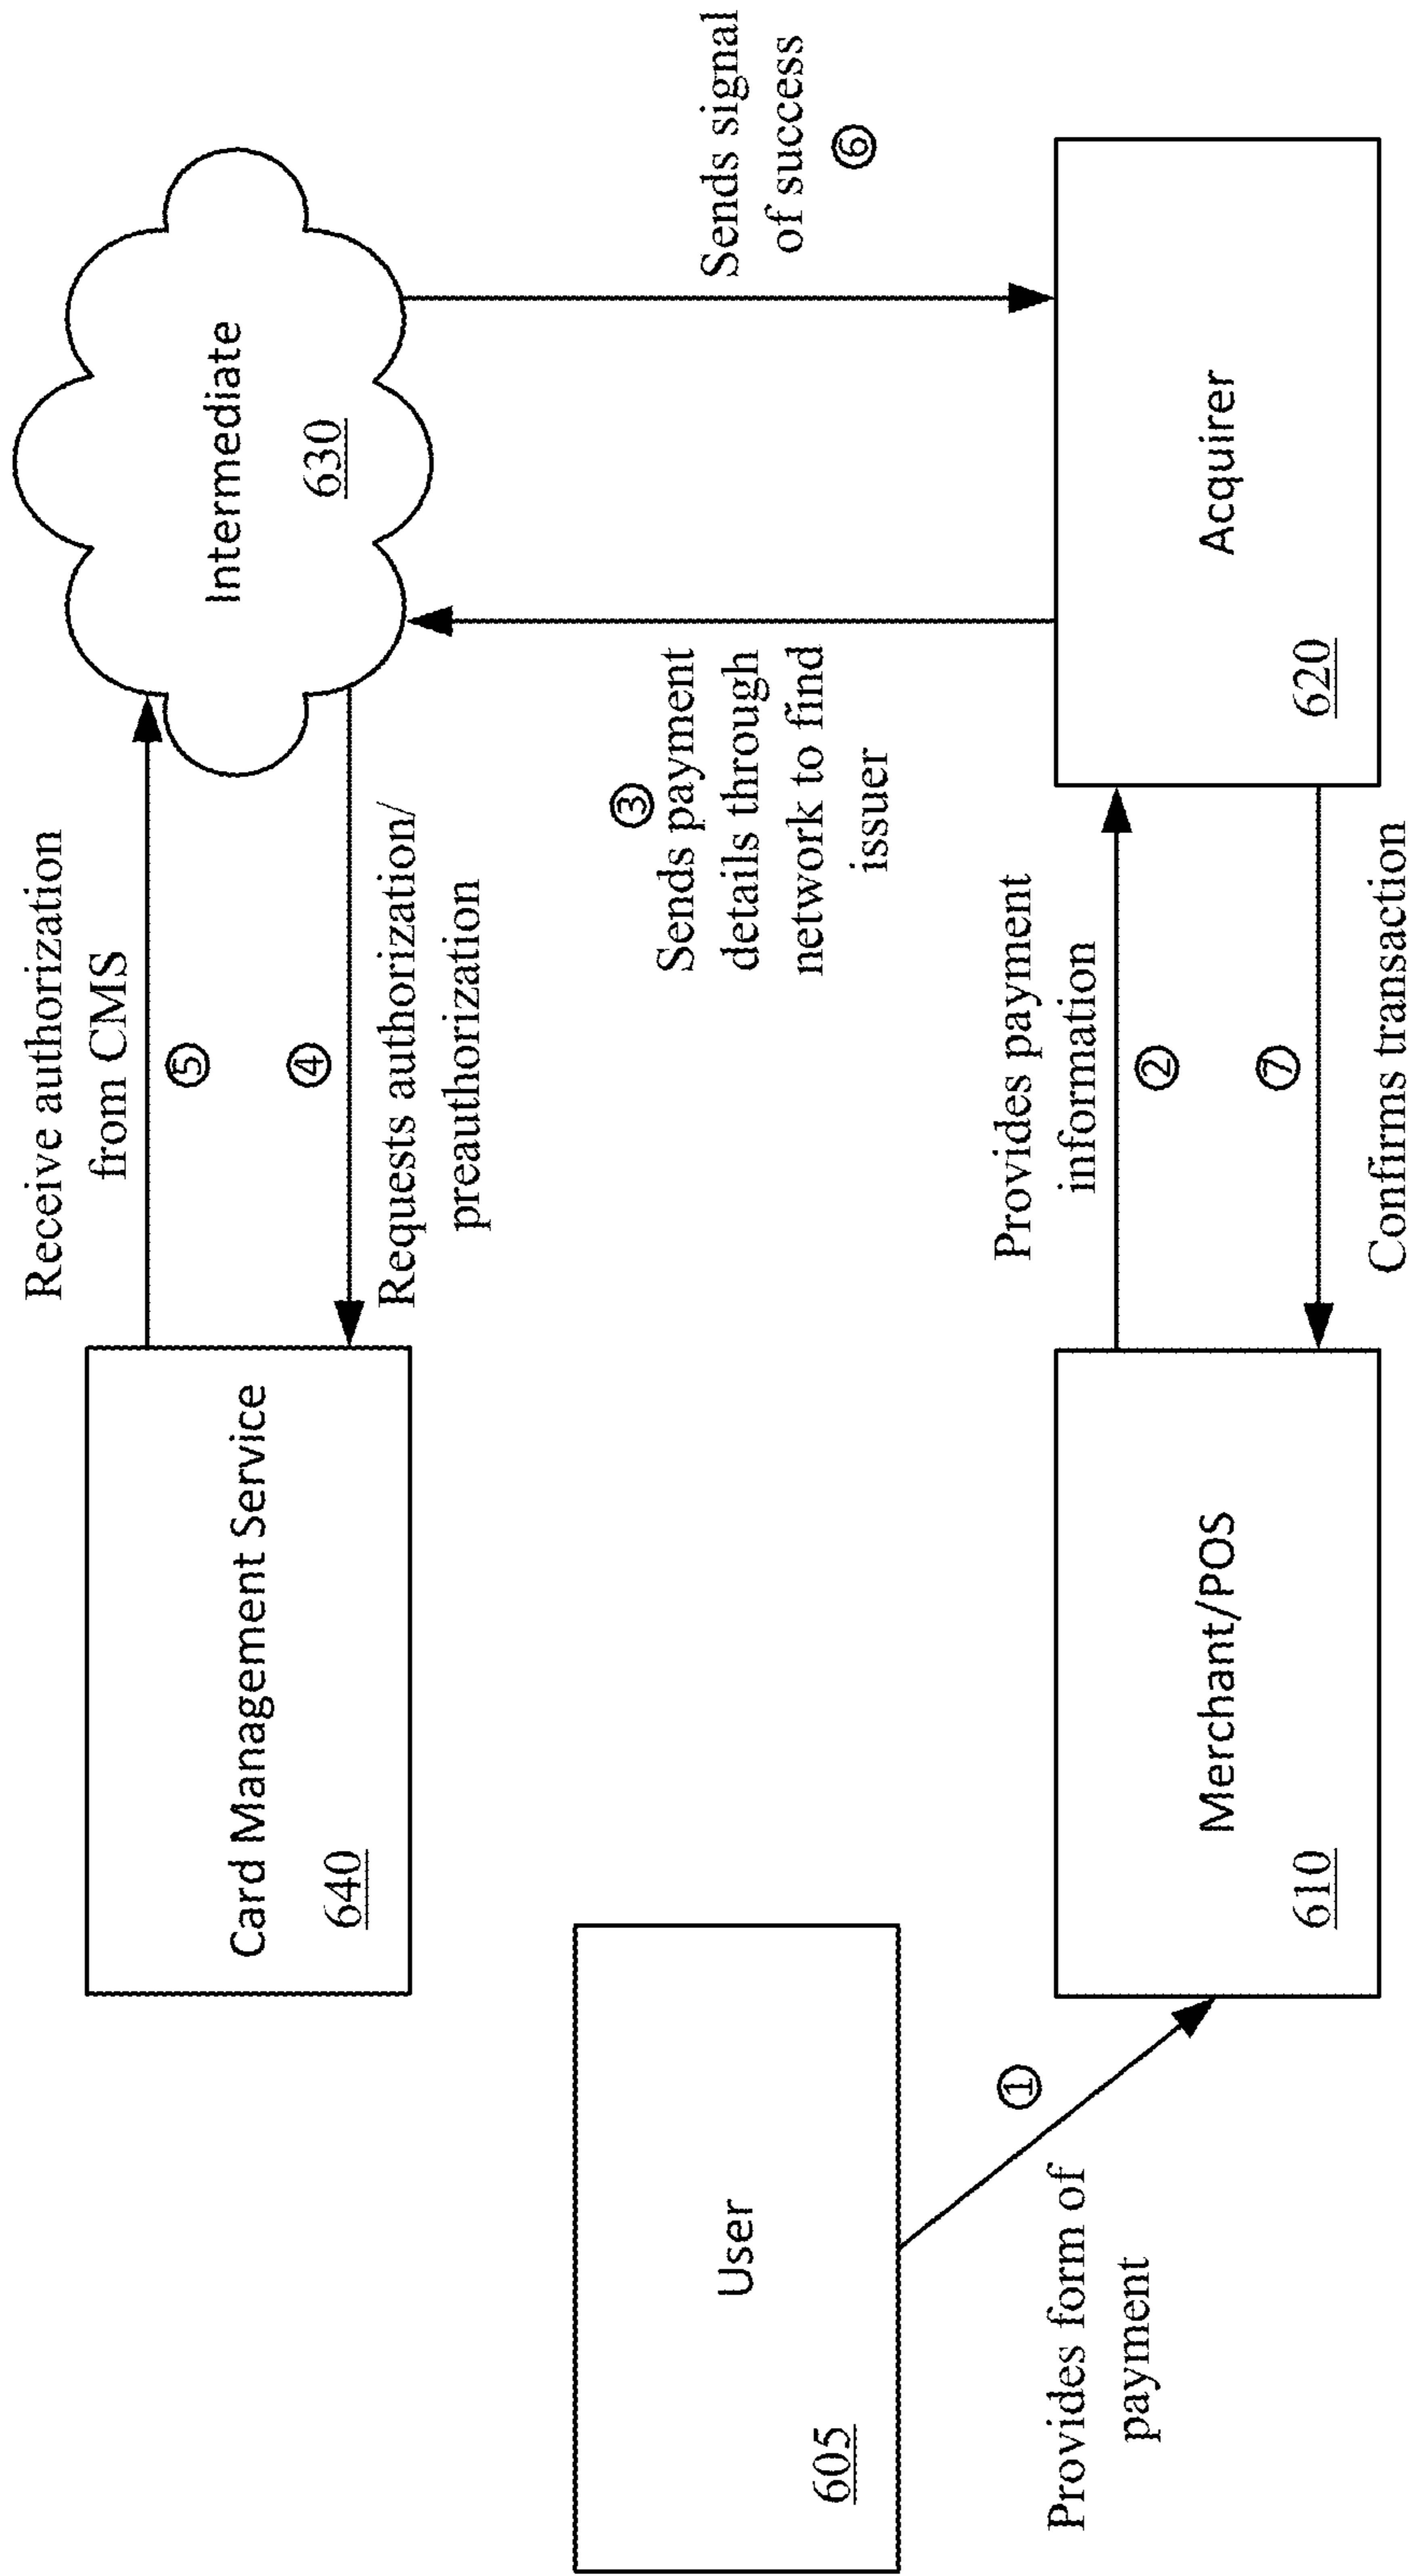 Card Management Service
640
Receive authorization
from CMS
⑤
④
Requests authorization/
preauthorization
Intermediate
630
User
605
Provides form of
payment
①
③
Sends payment
details through
network to find
issuer
Sends signal
of success
⑥
Merchant/POS
610
Provides payment
information
②
⑦
Confirms transaction
Acquirer
620